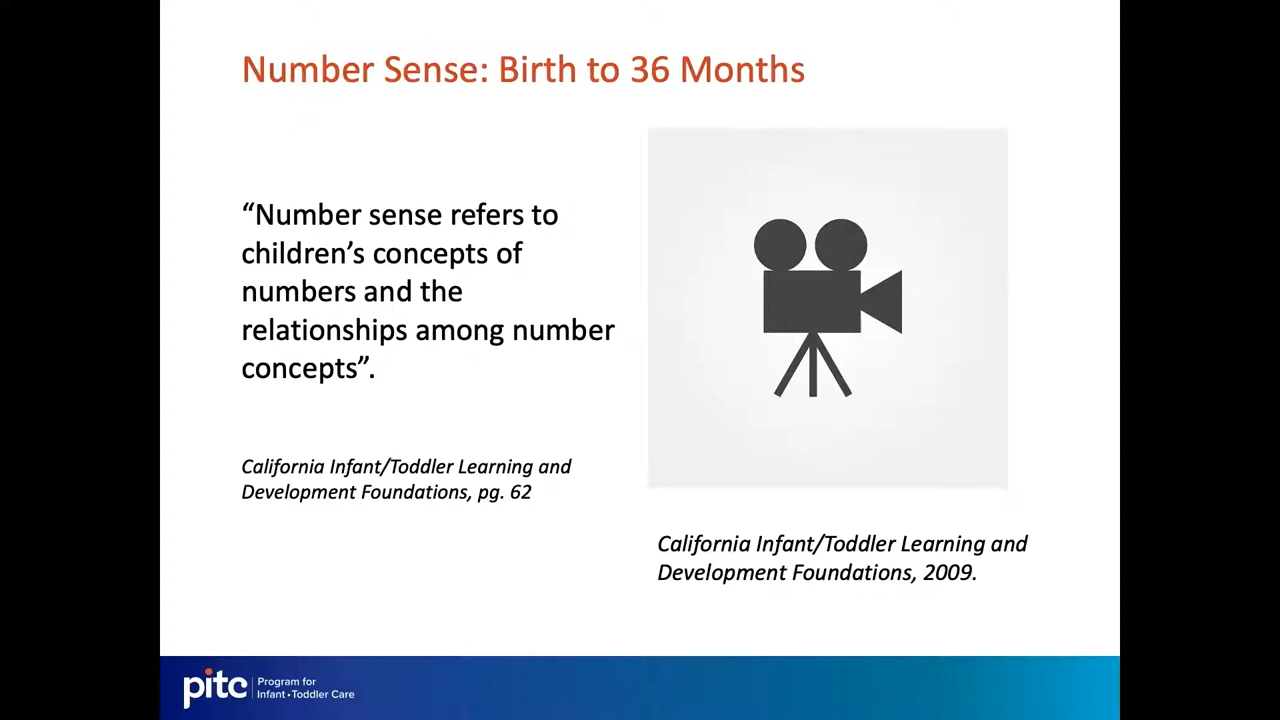 Number Sense: Birth to 36 Months
“Number sense refers to
children’s concepts of
numbers and the
relationships among number
concepts”.
California Infant/Toddler Learning and
Development Foundations, pg. 62
California Infant/Toddler Learning and
Development Foundations, 2009.
pitc
Program for
Infant•Toddler Care